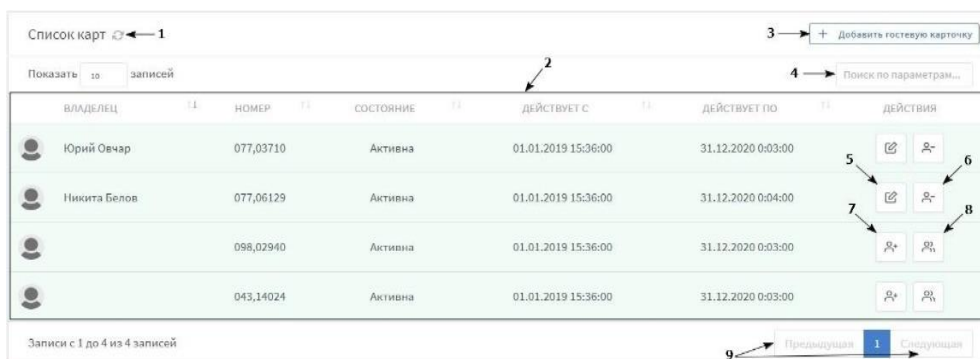 Список карт 1 3 + Добавить гостевую карточку
Показать 10 записей 2 4 Поиск по параметрам...
ВЛАДЕЛЕЦ НОМЕР СОСТОЯНИЕ ДЕЙСТВУЕТ С ДЕЙСТВУЕТ ПО ДЕЙСТВИЯ
Юрий Овчар 077,03710 Активна 01.01.2019 15:36:00 31.12.2020 0:03:00
5 6
Никита Белов 077,06129 Активна 01.01.2019 15:36:00 31.12.2020 0:04:00
7 8
098,02940 Активна 01.01.2019 15:36:00 31.12.2020 0:03:00
043,14024 Активна 01.01.2019 15:36:00 31.12.2020 0:03:00
Записи с 1 до 4 из 4 записей Предыдущая 1 Следующая
9